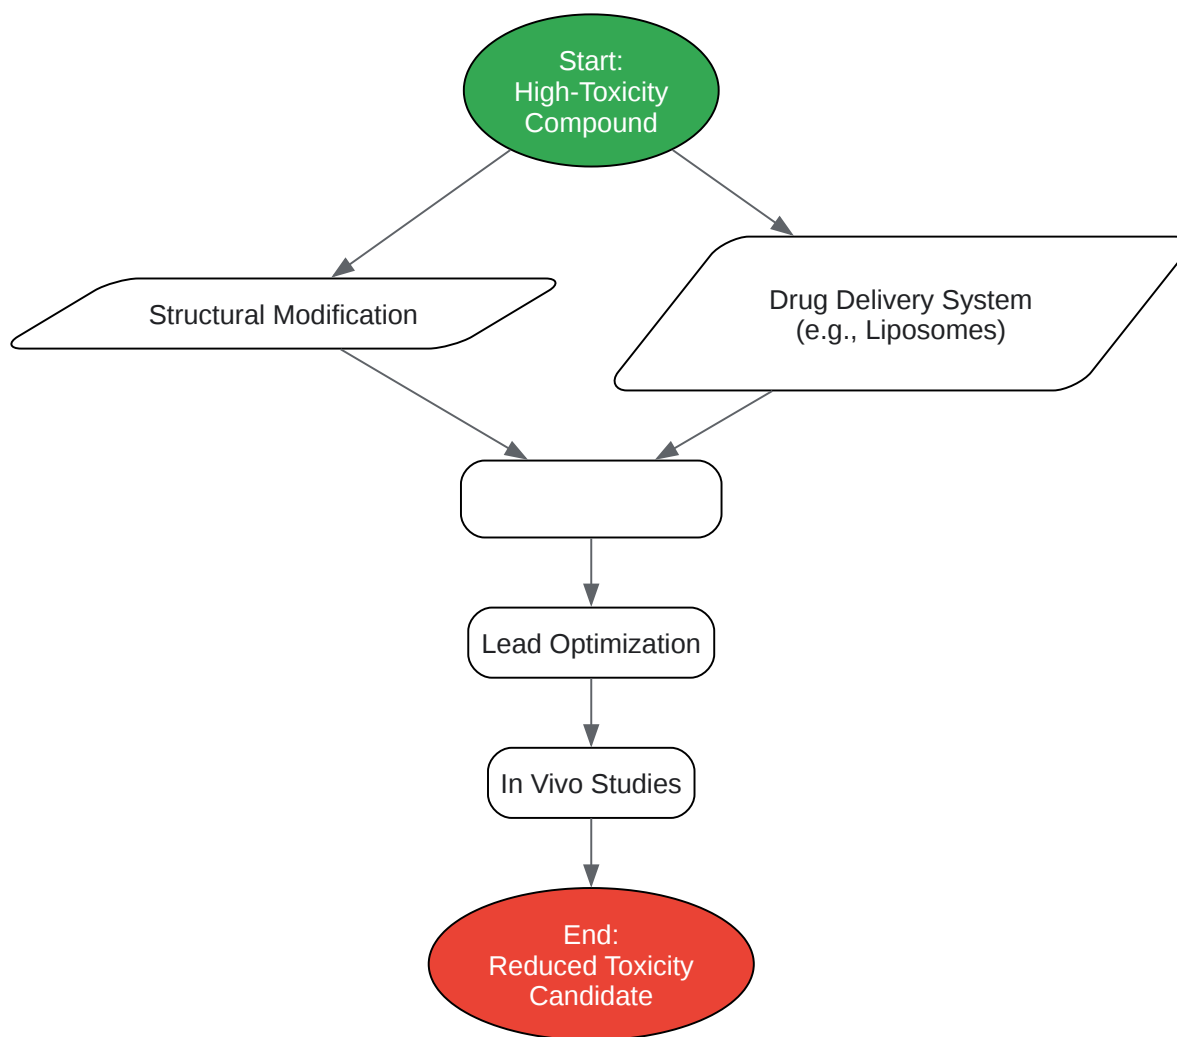 Start:
High-Toxicity
Compound
Structural Modification
Drug Delivery System
(e.g., Liposomes)
Lead Optimization
In Vivo Studies
End:
Reduced Toxicity
Candidate